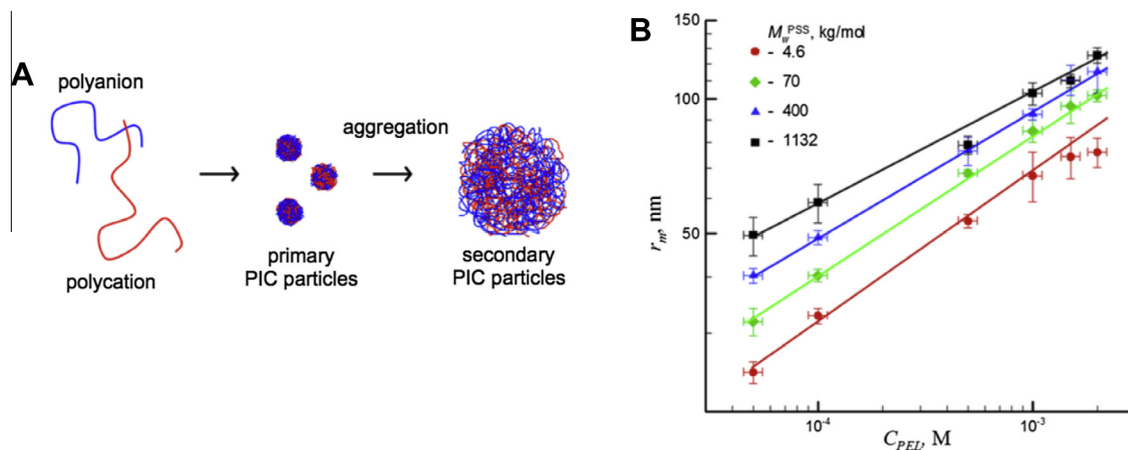 A
polyanion
polycation
aggregation
primary
PIC particles
secondary
PIC particles
B
M_w^PSS, kg/mol
- 4.6
- 70
- 400
- 1132
150
100
50
r_m, nm
10^-4
10^-3
C_PEL, M